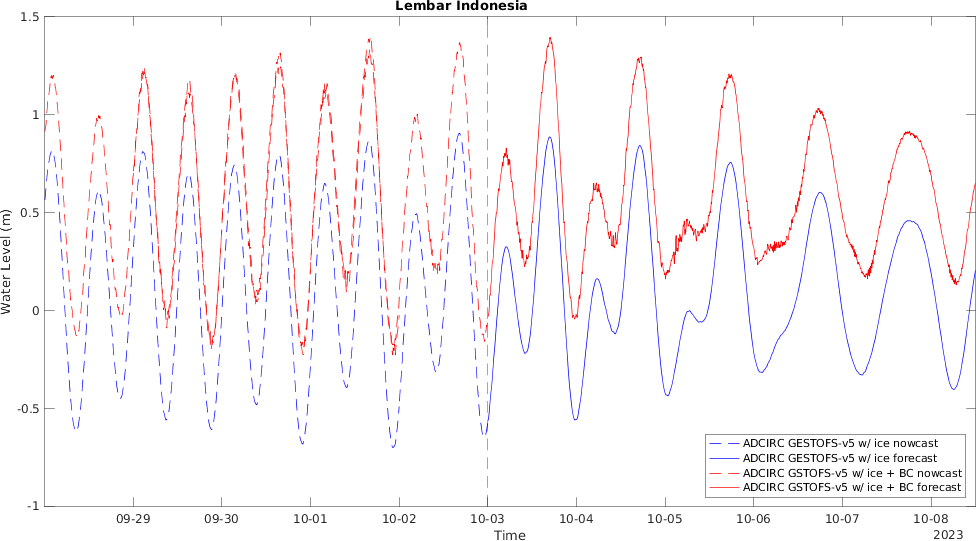 Lembar Indonesia
1.5
1
0.5
0
-0.5
-1
Water Level (m)
09-29
09-30
10-01
10-02
10-03
10-04
10-05
10-06
10-07
10-08
Time
2023
ADCIRC GESTOFS-v5 w/ ice nowcast
ADCIRC GESTOFS-v5 w/ ice forecast
ADCIRC GSTOFS-v5 w/ ice + BC nowcast
ADCIRC GSTOFS-v5 w/ ice + BC forecast